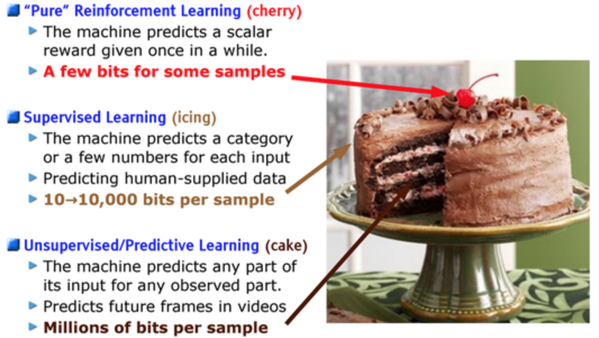 "Pure" Reinforcement Learning (cherry)
The machine predicts a scalar
reward given once in a while.
A few bits for some samples
Supervised Learning (icing)
The machine predicts a category
or a few numbers for each input
Predicting human-supplied data
10→10,000 bits per sample
Unsupervised/Predictive Learning (cake)
The machine predicts any part of
its input for any observed part.
Predicts future frames in videos
Millions of bits per sample